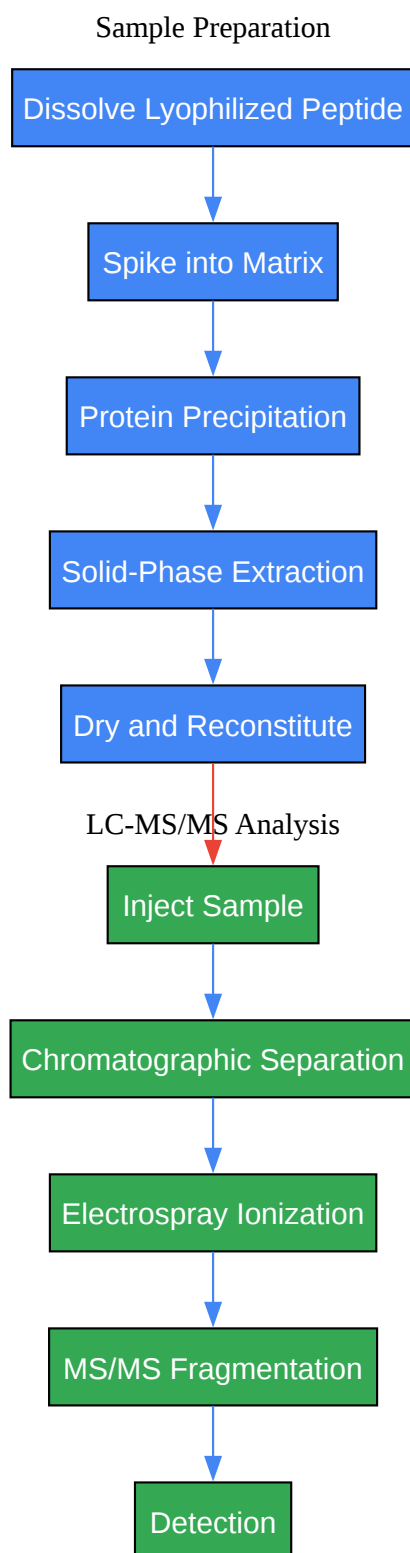 Sample Preparation
Dissolve Lyophilized Peptide
Spike into Matrix
Protein Precipitation
Solid-Phase Extraction
Dry and Reconstitute
LC-MS/MS Analysis
Inject Sample
Chromatographic Separation
Electrospray Ionization
MS/MS Fragmentation
Detection